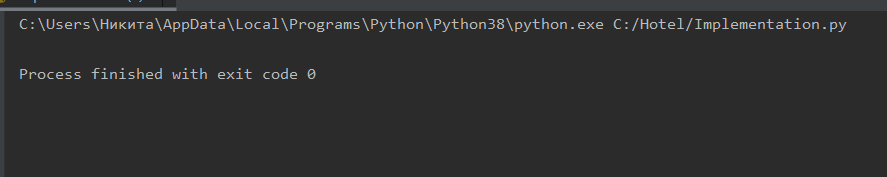 C:\Users\Никита\AppData\Local\Programs\Python\Python38\python.exe C:/Hotel/Implementation.py
Process finished with exit code 0